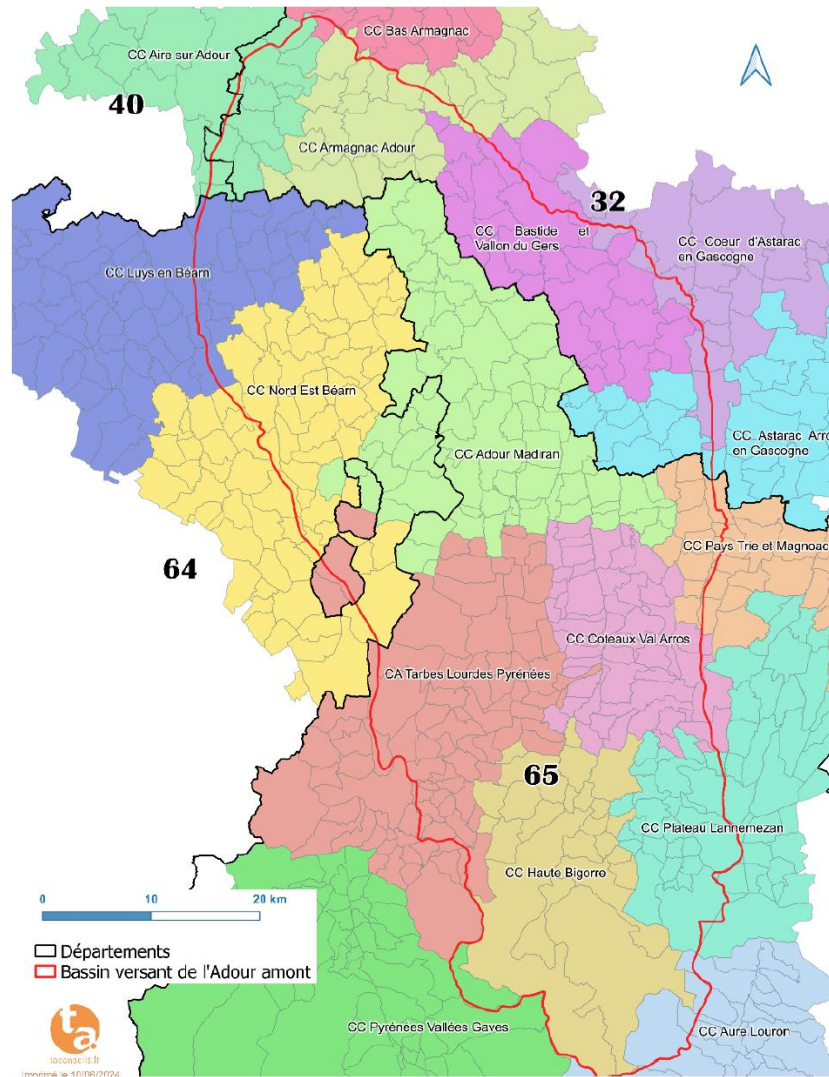 CC Bas Armagnac
CC Aire sur Adour
40
CC Armagnac Adour
32
CC Bastide et
Vallon du Gers
CC Coeur d'Astarac
en Gascogne
CC Luys en Béarn
CC Nord Est Béarn
CC Astarac Arro
en Gascogne
CC Adour Madiran
64
CC Pays Trie et Magnoac
CC Coteaux Val Arros
CA Tarbes Lourdes Pyrénées
65
CC Plateau Lannemezan
CC Haute Bigorre
0 10 20 km
Départements
Bassin versant de l'Adour amont
CC Pyrénées Vallées Gaves
CC Aure Louron
ta
taconseils.fr
Imprimé le 10/06/2024